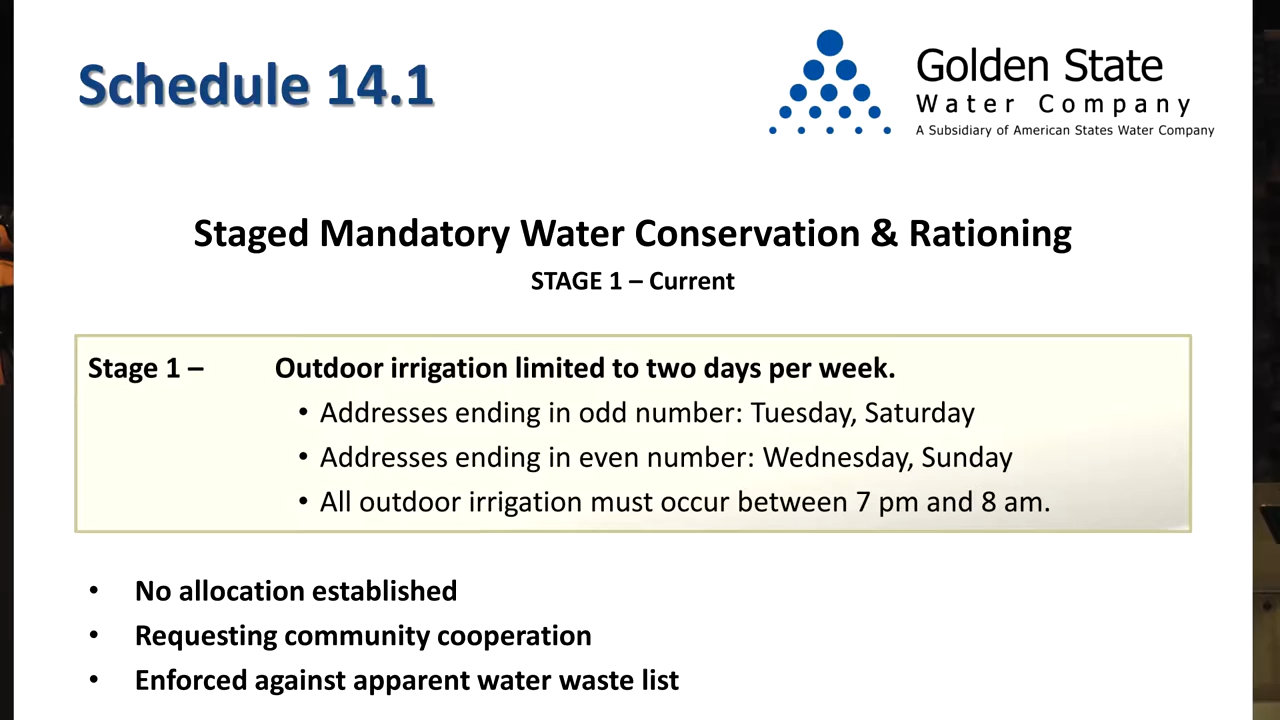 Schedule 14.1
Golden State
Water Company
A Subsidiary of American States Water Company
Staged Mandatory Water Conservation & Rationing
STAGE 1 – Current
Stage 1 – Outdoor irrigation limited to two days per week.
• Addresses ending in odd number: Tuesday, Saturday
• Addresses ending in even number: Wednesday, Sunday
• All outdoor irrigation must occur between 7 pm and 8 am.
• No allocation established
• Requesting community cooperation
• Enforced against apparent water waste list